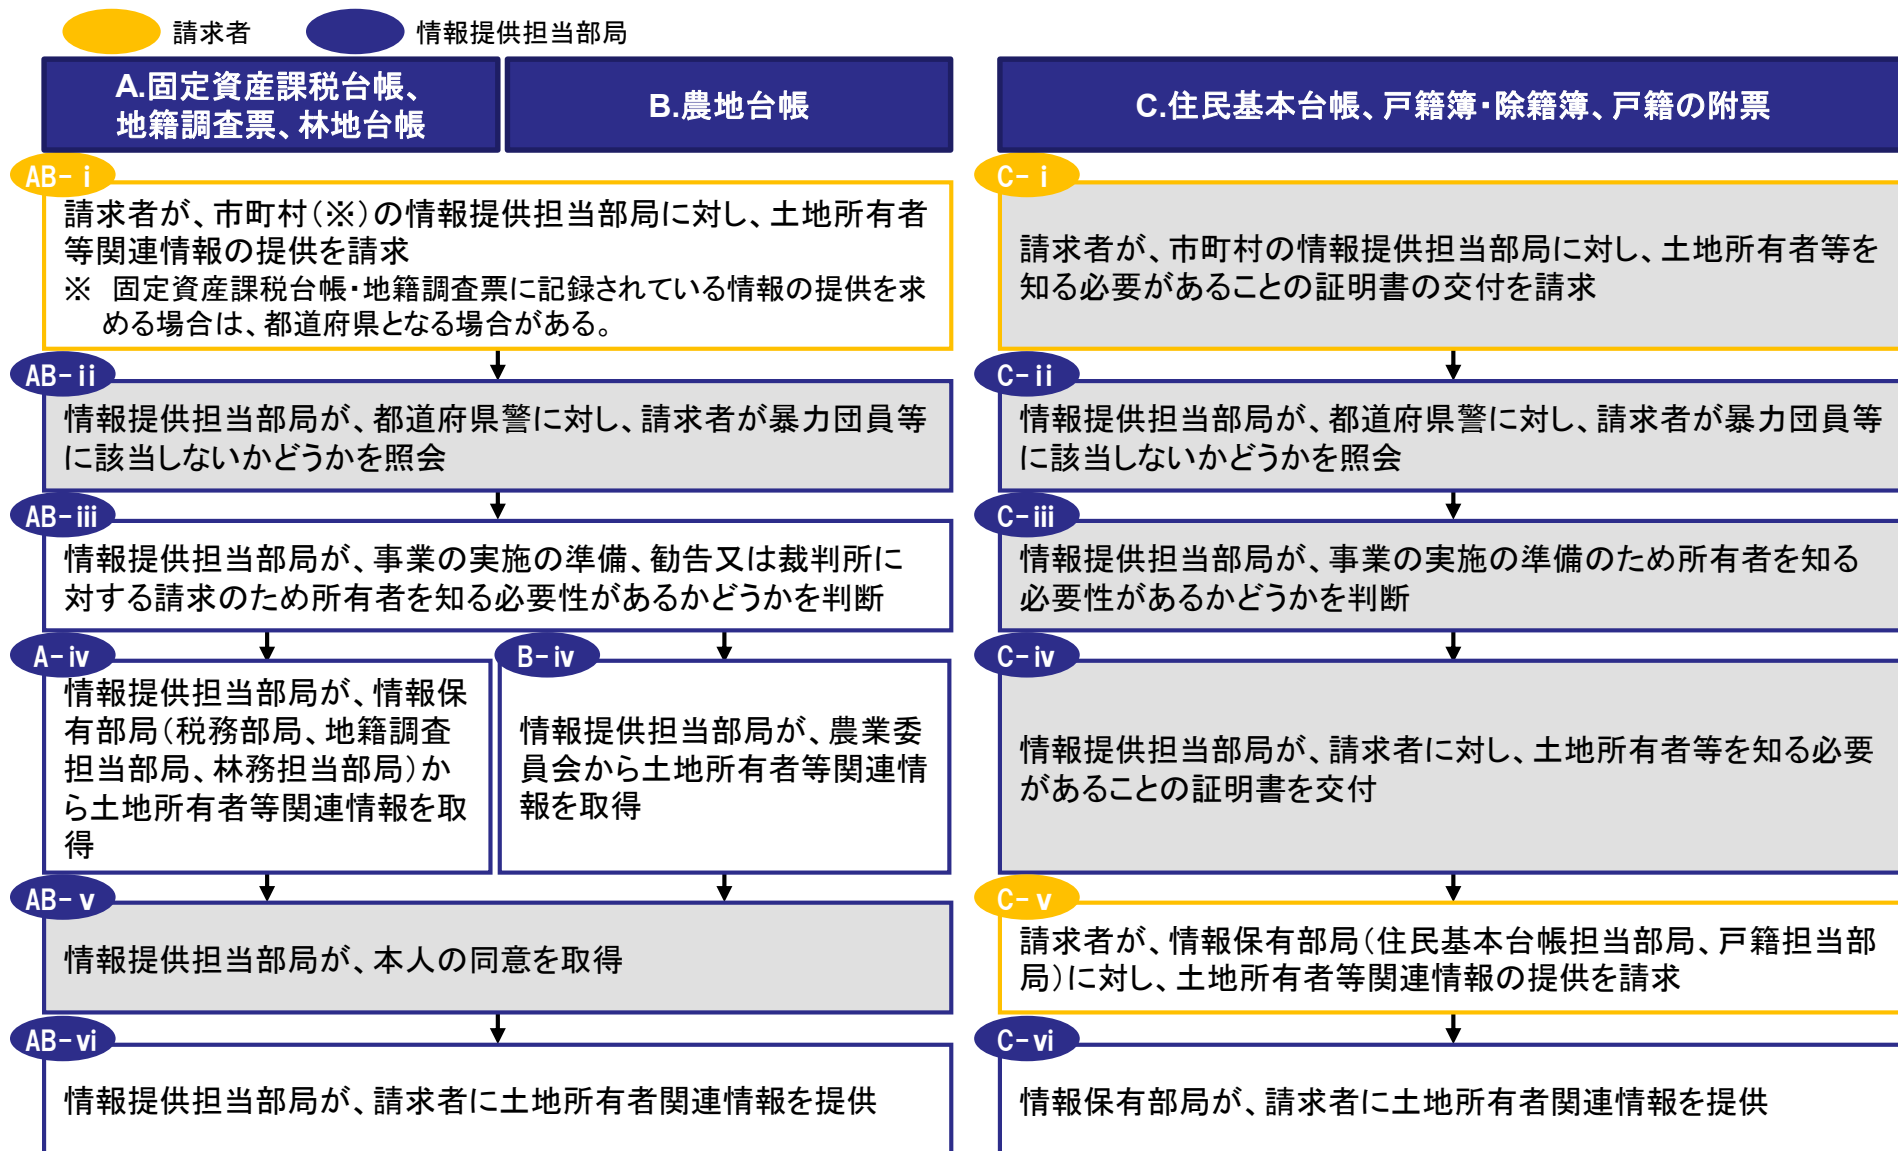 請求者
情報提供担当部局
A.固定資産課税台帳、
地籍調査票、林地台帳
B.農地台帳
AB-ⅰ
請求者が、市町村(※)の情報提供担当部局に対し、土地所有者
等関連情報の提供を請求
※ 固定資産課税台帳・地籍調査票に記録されている情報の提供を求
める場合は、都道府県となる場合がある。
AB-ⅱ
情報提供担当部局が、都道府県警に対し、請求者が暴力団員等
に該当しないかどうかを照会
AB-ⅲ
情報提供担当部局が、事業の実施の準備、勧告又は裁判所に
対する請求のため所有者を知る必要性があるかどうかを判断
A-ⅳ
情報提供担当部局が、情報保
有部局(税務部局、地籍調査
担当部局、林務担当部局)か
ら土地所有者等関連情報を取
得
B-ⅳ
情報提供担当部局が、農業委
員会から土地所有者等関連情
報を取得
AB-ⅴ
情報提供担当部局が、本人の同意を取得
AB-ⅵ
情報提供担当部局が、請求者に土地所有者関連情報を提供
C.住民基本台帳、戸籍簿・除籍簿、戸籍の附票
C-ⅰ
請求者が、市町村の情報提供担当部局に対し、土地所有者等を
知る必要があることの証明書の交付を請求
C-ⅱ
情報提供担当部局が、都道府県警に対し、請求者が暴力団員等
に該当しないかどうかを照会
C-ⅲ
情報提供担当部局が、事業の実施の準備のため所有者を知る
必要性があるかどうかを判断
C-ⅳ
情報提供担当部局が、請求者に対し、土地所有者等を知る必要
があることの証明書を交付
C-ⅴ
請求者が、情報保有部局(住民基本台帳担当部局、戸籍担当部
局)に対し、土地所有者等関連情報の提供を請求
C-ⅵ
情報保有部局が、請求者に土地所有者関連情報を提供